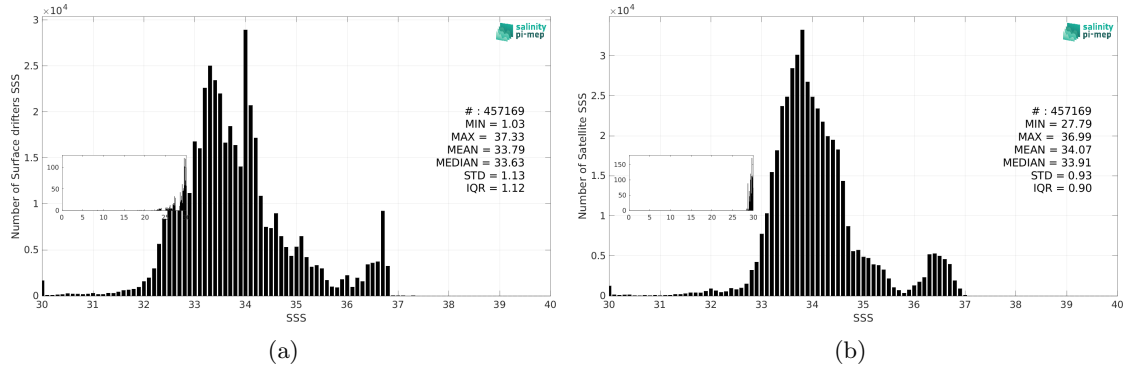 ×10⁴
3
2.5
2
1.5
1
0.5
0
Number of Surface drifters SSS
salinity
pi-mep
# : 457169
MIN = 1.03
MAX = 37.33
MEAN = 33.79
MEDIAN = 33.63
STD = 1.13
IQR = 1.12
100
50
0
0 5 10 15 20 25
30 31 32 33 34 35 36 37 38 39 40
SSS
(a)
×10⁴
3
2.5
2
1.5
1
0.5
0
Number of Satellite SSS
salinity
pi-mep
# : 457169
MIN = 27.79
MAX = 36.99
MEAN = 34.07
MEDIAN = 33.91
STD = 0.93
IQR = 0.90
150
100
50
0
0 5 10 15 20 25 30
30 31 32 33 34 35 36 37 38 39 40
SSS
(b)